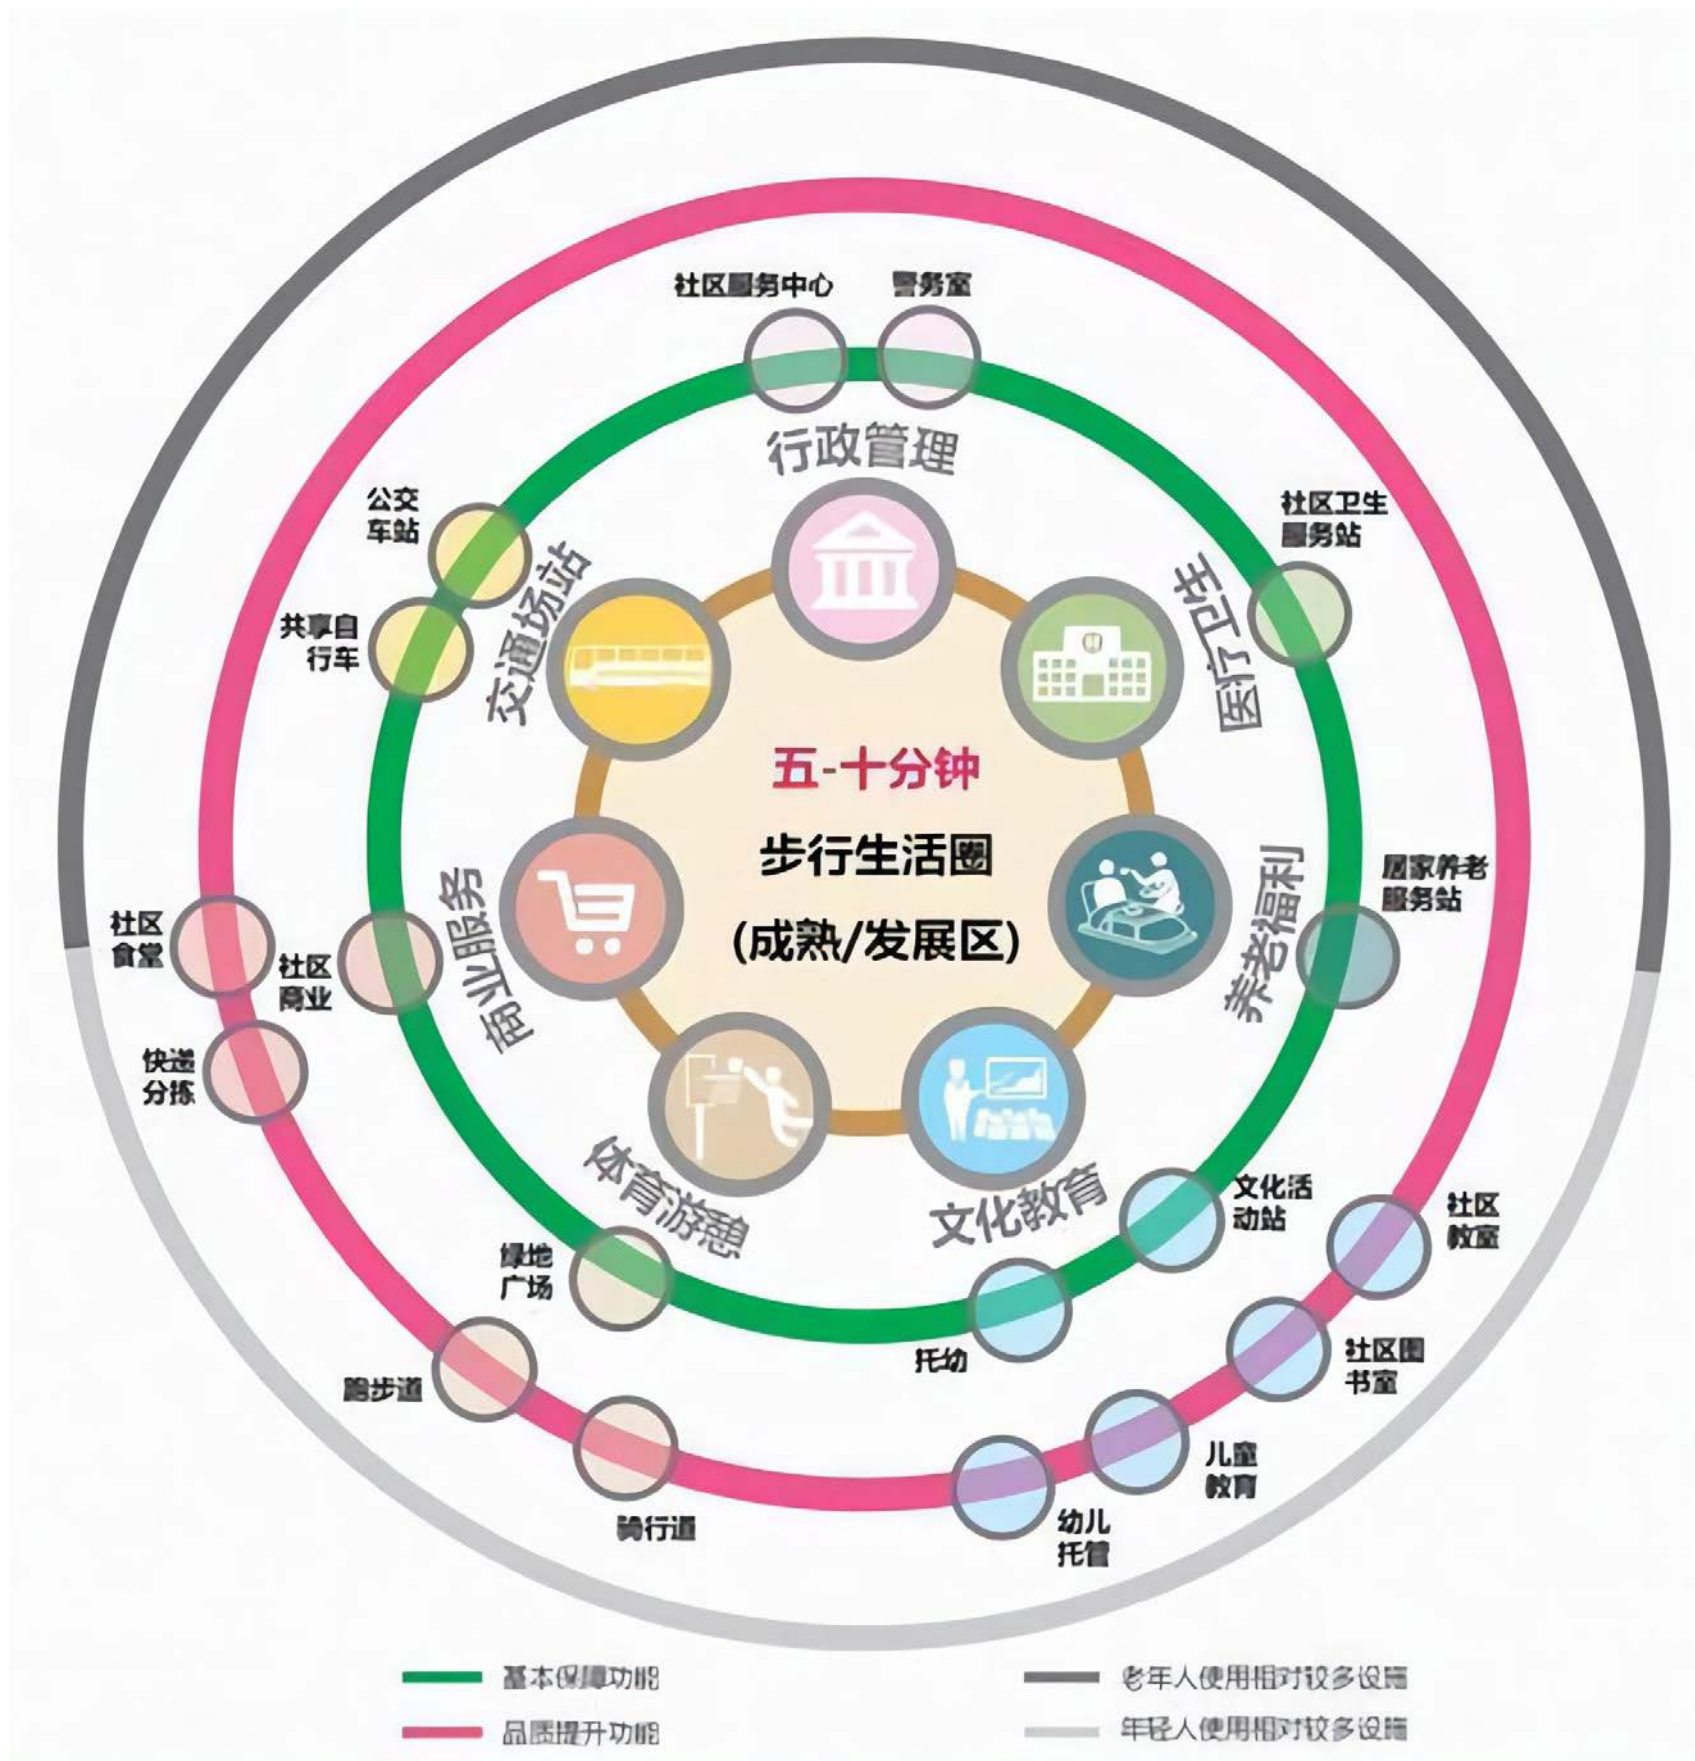 社区服务中心
警务室
行政管理
公交
车站
共享自
行车
交通场站
社区卫生
服务站
医疗卫生
五-十分钟
步行生活圈
(成熟/发展区)
居家养老
服务站
养老福利
社区
食堂
社区
商业
商业服务
快递
分拣
体育游憩
文化教育
绿地
广场
文化活
动站
社区
教室
托幼
跑步道
社区图
书室
骑行道
儿童
教育
幼儿
托管
基本保障功能
老年人使用相对较多设施
品质提升功能
年轻人使用相对较多设施